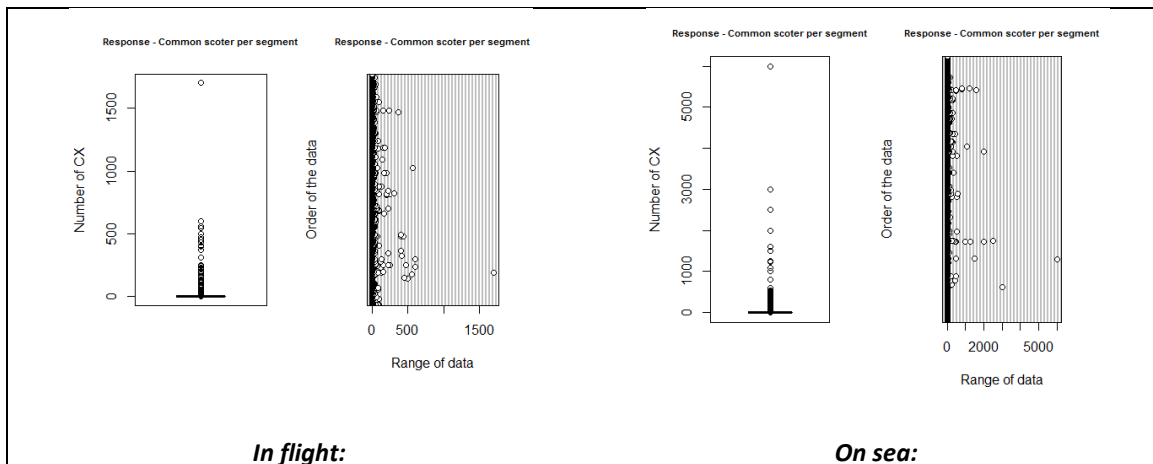 Response - Common scoter per segment
Number of CX
0
500
1000
1500
Response - Common scoter per segment
Order of the data
0
500
1500
Range of data
In flight:
Response - Common scoter per segment
Number of CX
0
1000
3000
5000
Response - Common scoter per segment
Order of the data
0
2000
5000
Range of data
On sea: